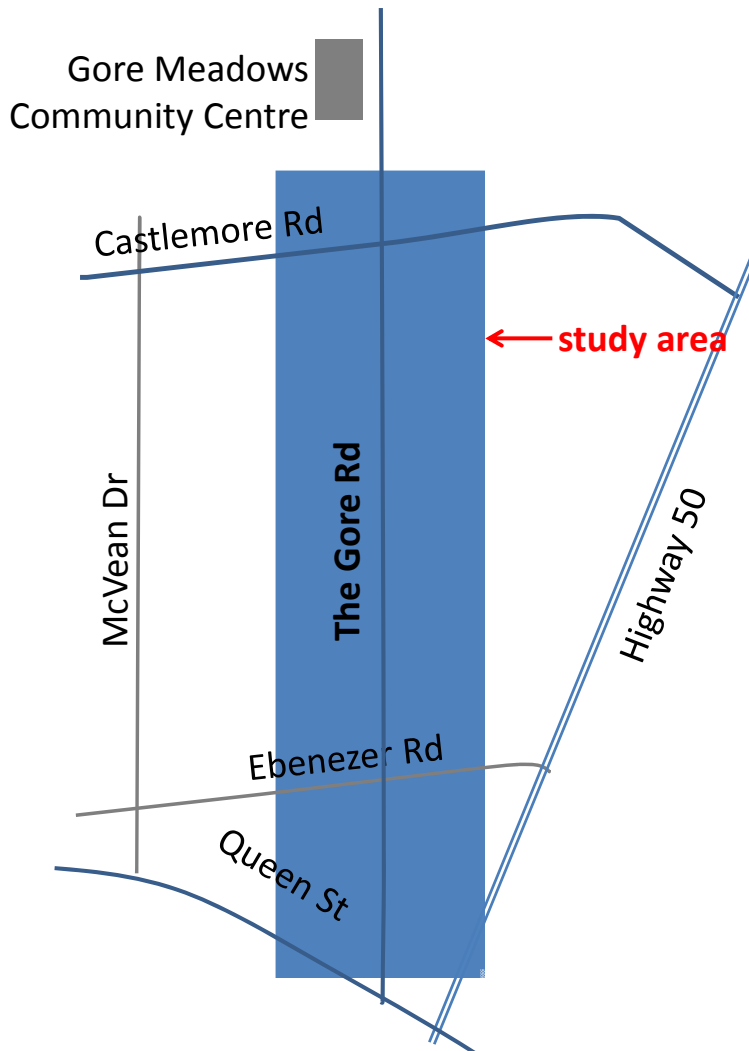 Gore Meadows
Community Centre
Castlemore Rd
study area
The Gore Rd
McVean Dr
Highway 50
Ebenezer Rd
Queen St